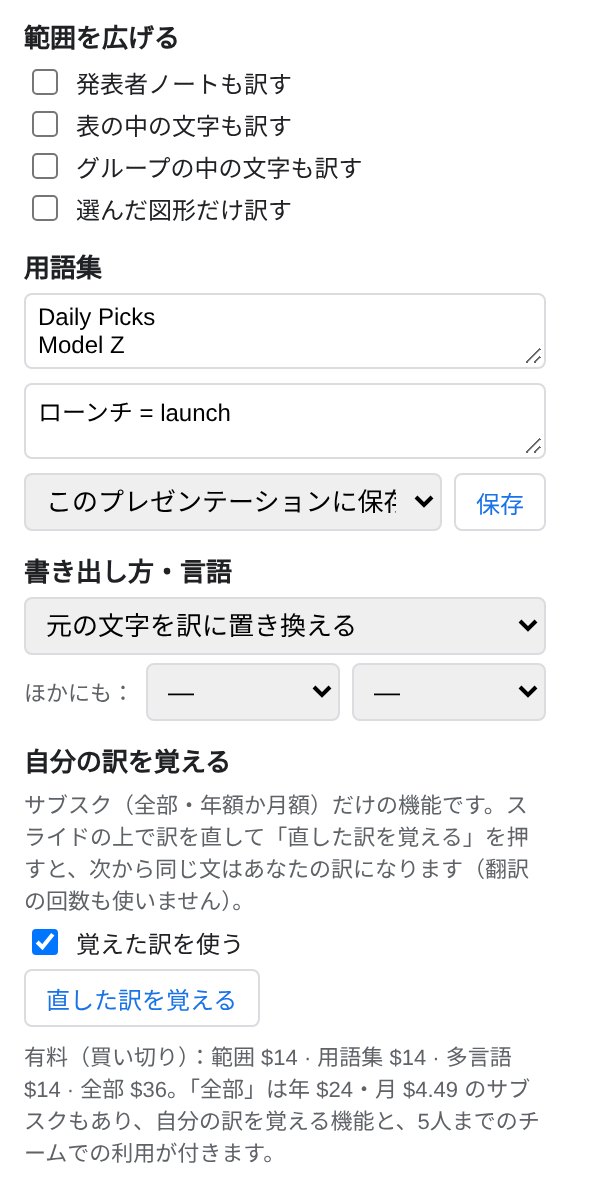 範囲を広げる
発表者ノートも訳す
表の中の文字も訳す
グループの中の文字も訳す
選んだ図形だけ訳す
用語集
Daily Picks
Model Z
ローンチ = launch
このプレゼンテーションに保存
保存
書き出し方・言語
元の文字を訳に置き換える
ほかにも： — —
自分の訳を覚える
サブスク（全部・年額か月額）だけの機能です。ス
ライドの上で訳を直して「直した訳を覚える」を押
すと、次から同じ文はあなたの訳になります（翻訳
の回数も使いません）。
覚えた訳を使う
直した訳を覚える
有料（買い切り）：範囲 $14 · 用語集 $14 · 多言語
$14 · 全部 $36。「全部」は年 $24・月 $4.49 のサブ
スクもあり、自分の訳を覚える機能と、5人までのチ
ームでの利用が付きます。